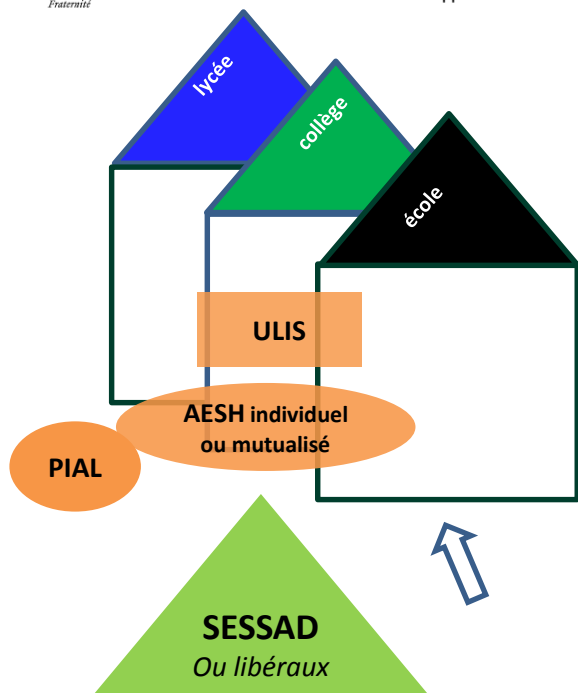 Fraternité
lycée
collège
école
ULIS
AESH individuel
ou mutualisé
PIAL
SESSAD
Ou libéraux